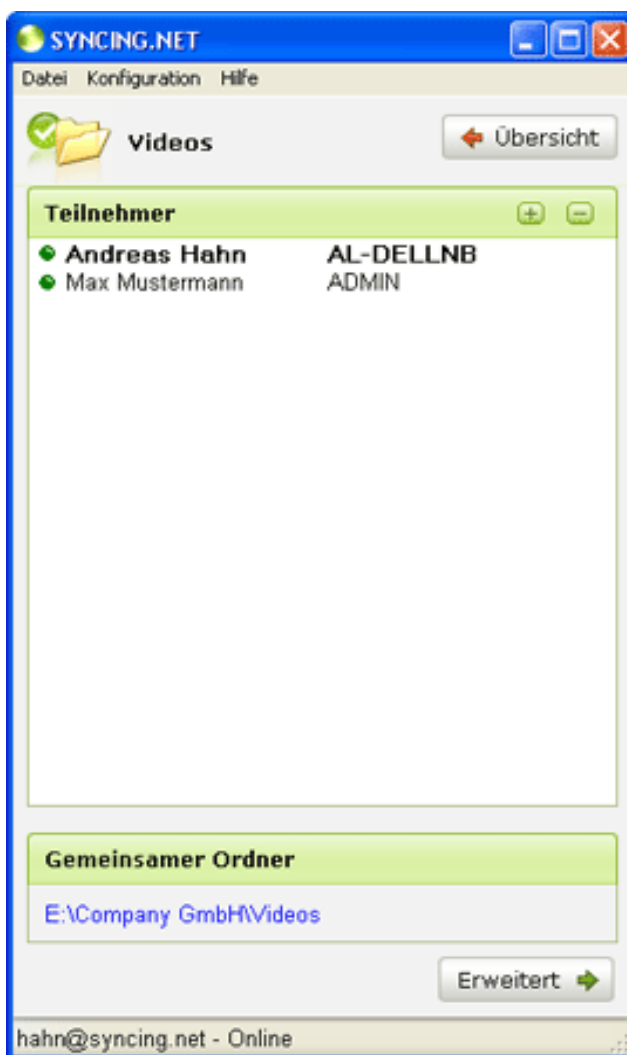 SYNCING.NET
Datei Konfiguration Hilfe
Videos
Übersicht
Teilnehmer
Andreas Hahn AL-DELLNB
Max Mustermann ADMIN
Gemeinsamer Ordner
E:\Company GmbH\Videos
Erweitert
hahn@syncing.net - Online